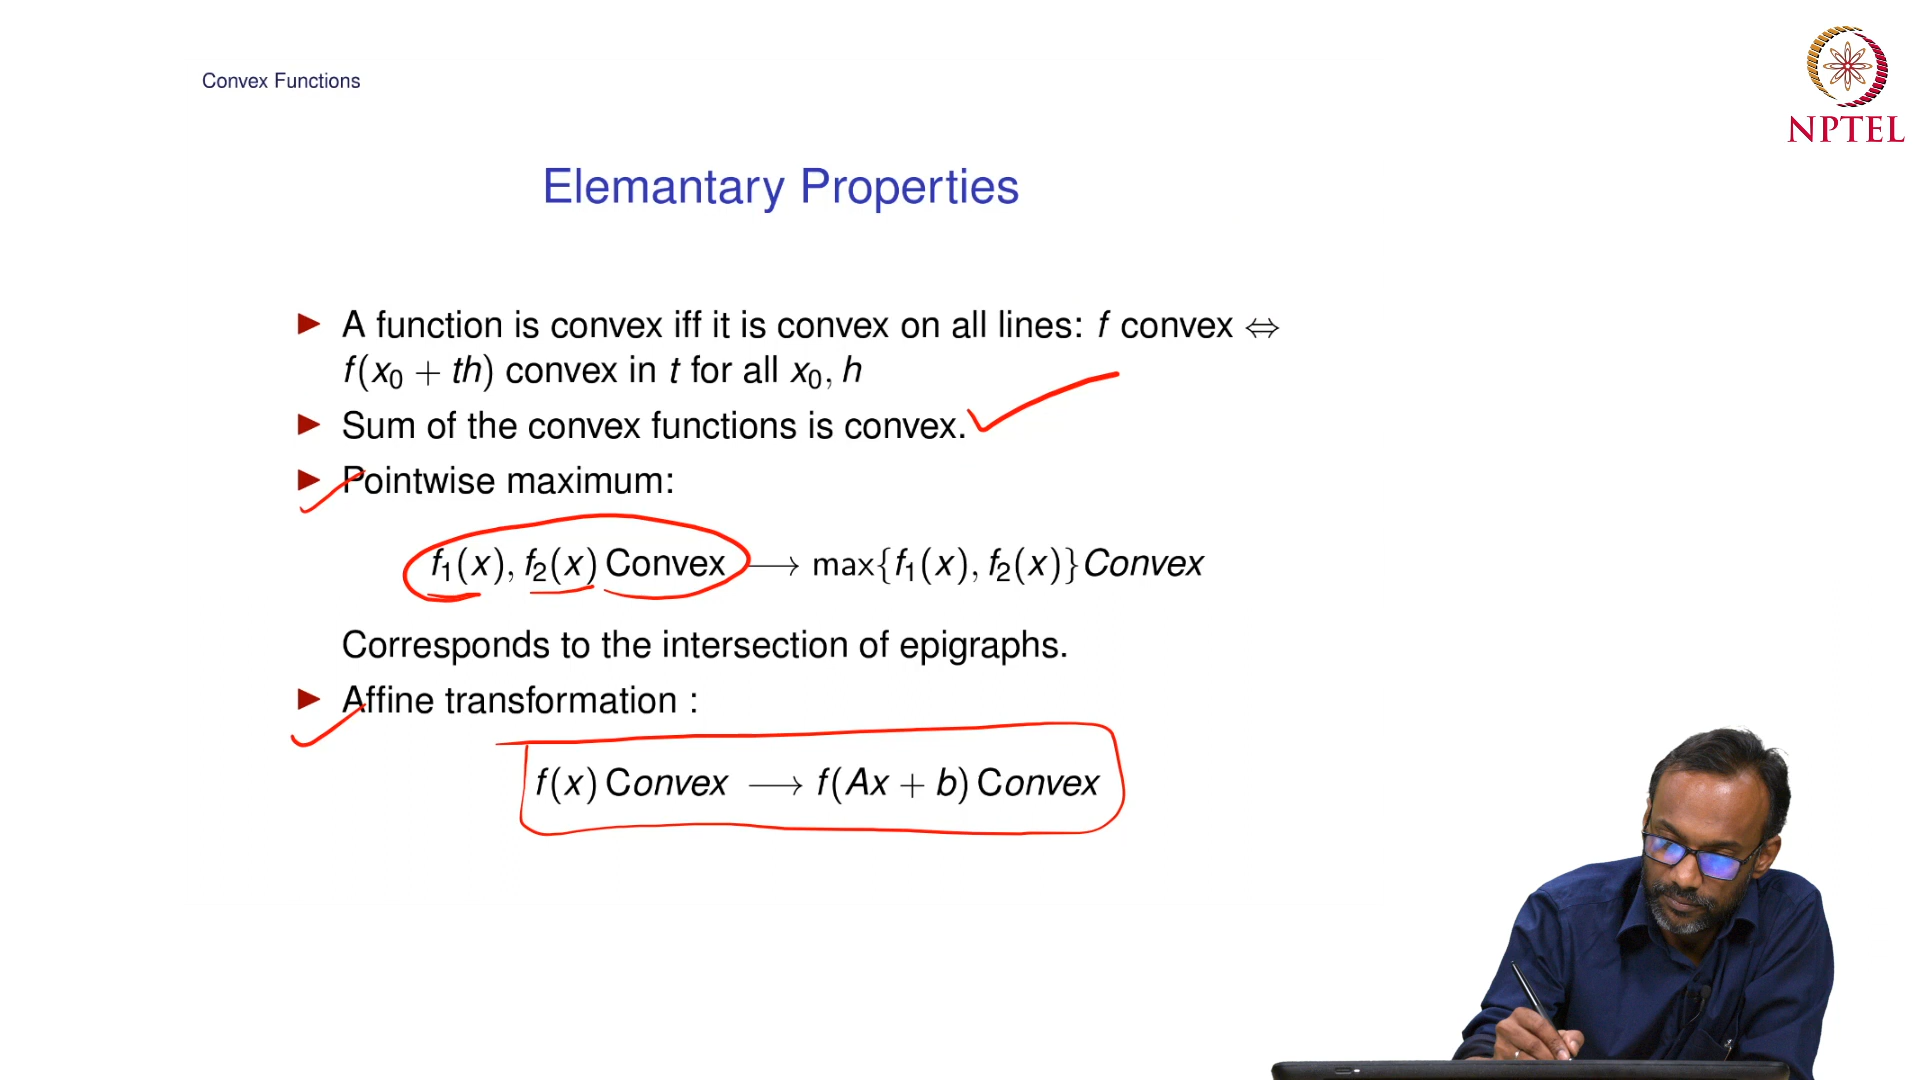 Convex Functions
NPTEL
Elemantary Properties
A function is convex iff it is convex on all lines: f convex ⇔
f(x₀ + th) convex in t for all x₀, h
Sum of the convex functions is convex.
Pointwise maximum:
f₁(x), f₂(x) Convex ⟶ max{f₁(x), f₂(x)}Convex
Corresponds to the intersection of epigraphs.
Affine transformation :
f(x) Convex ⟶ f(Ax + b) Convex